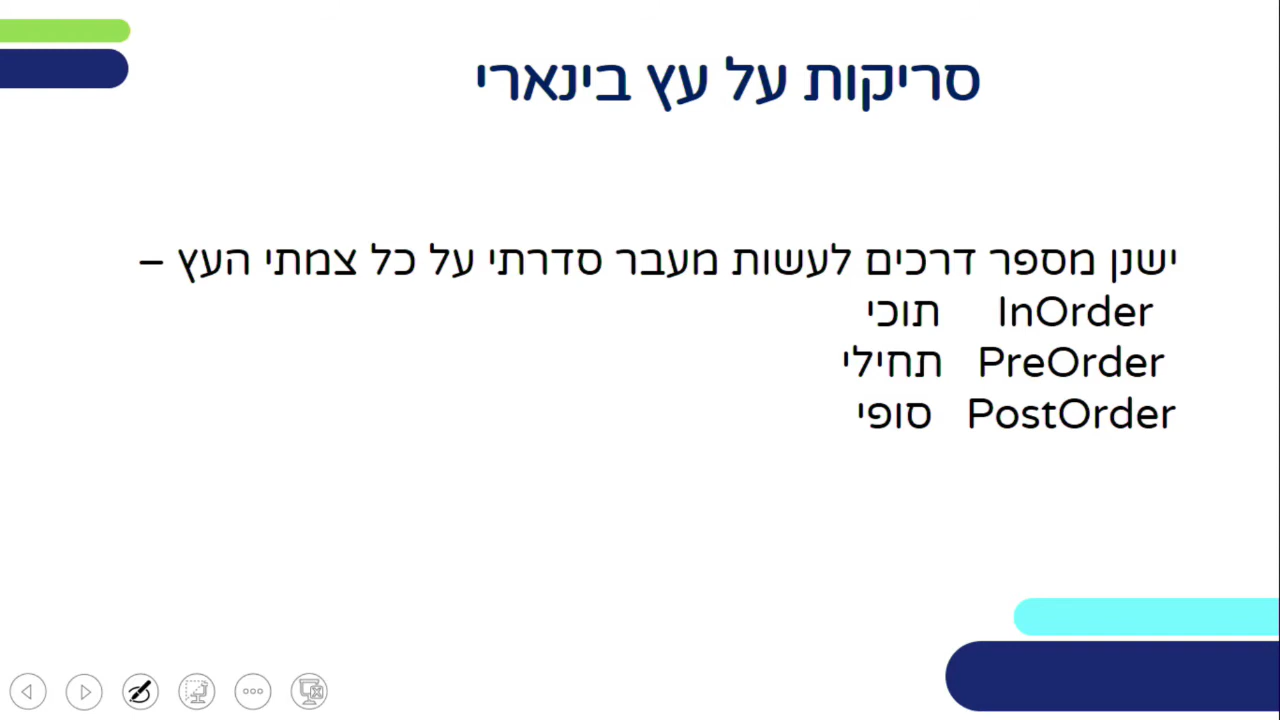 סריקות על עץ בינארי
ישנן מספר דרכים לעשות מעבר סדרתי על כל צמתי העץ –
InOrder תוכי
PreOrder תחילי
PostOrder סופי